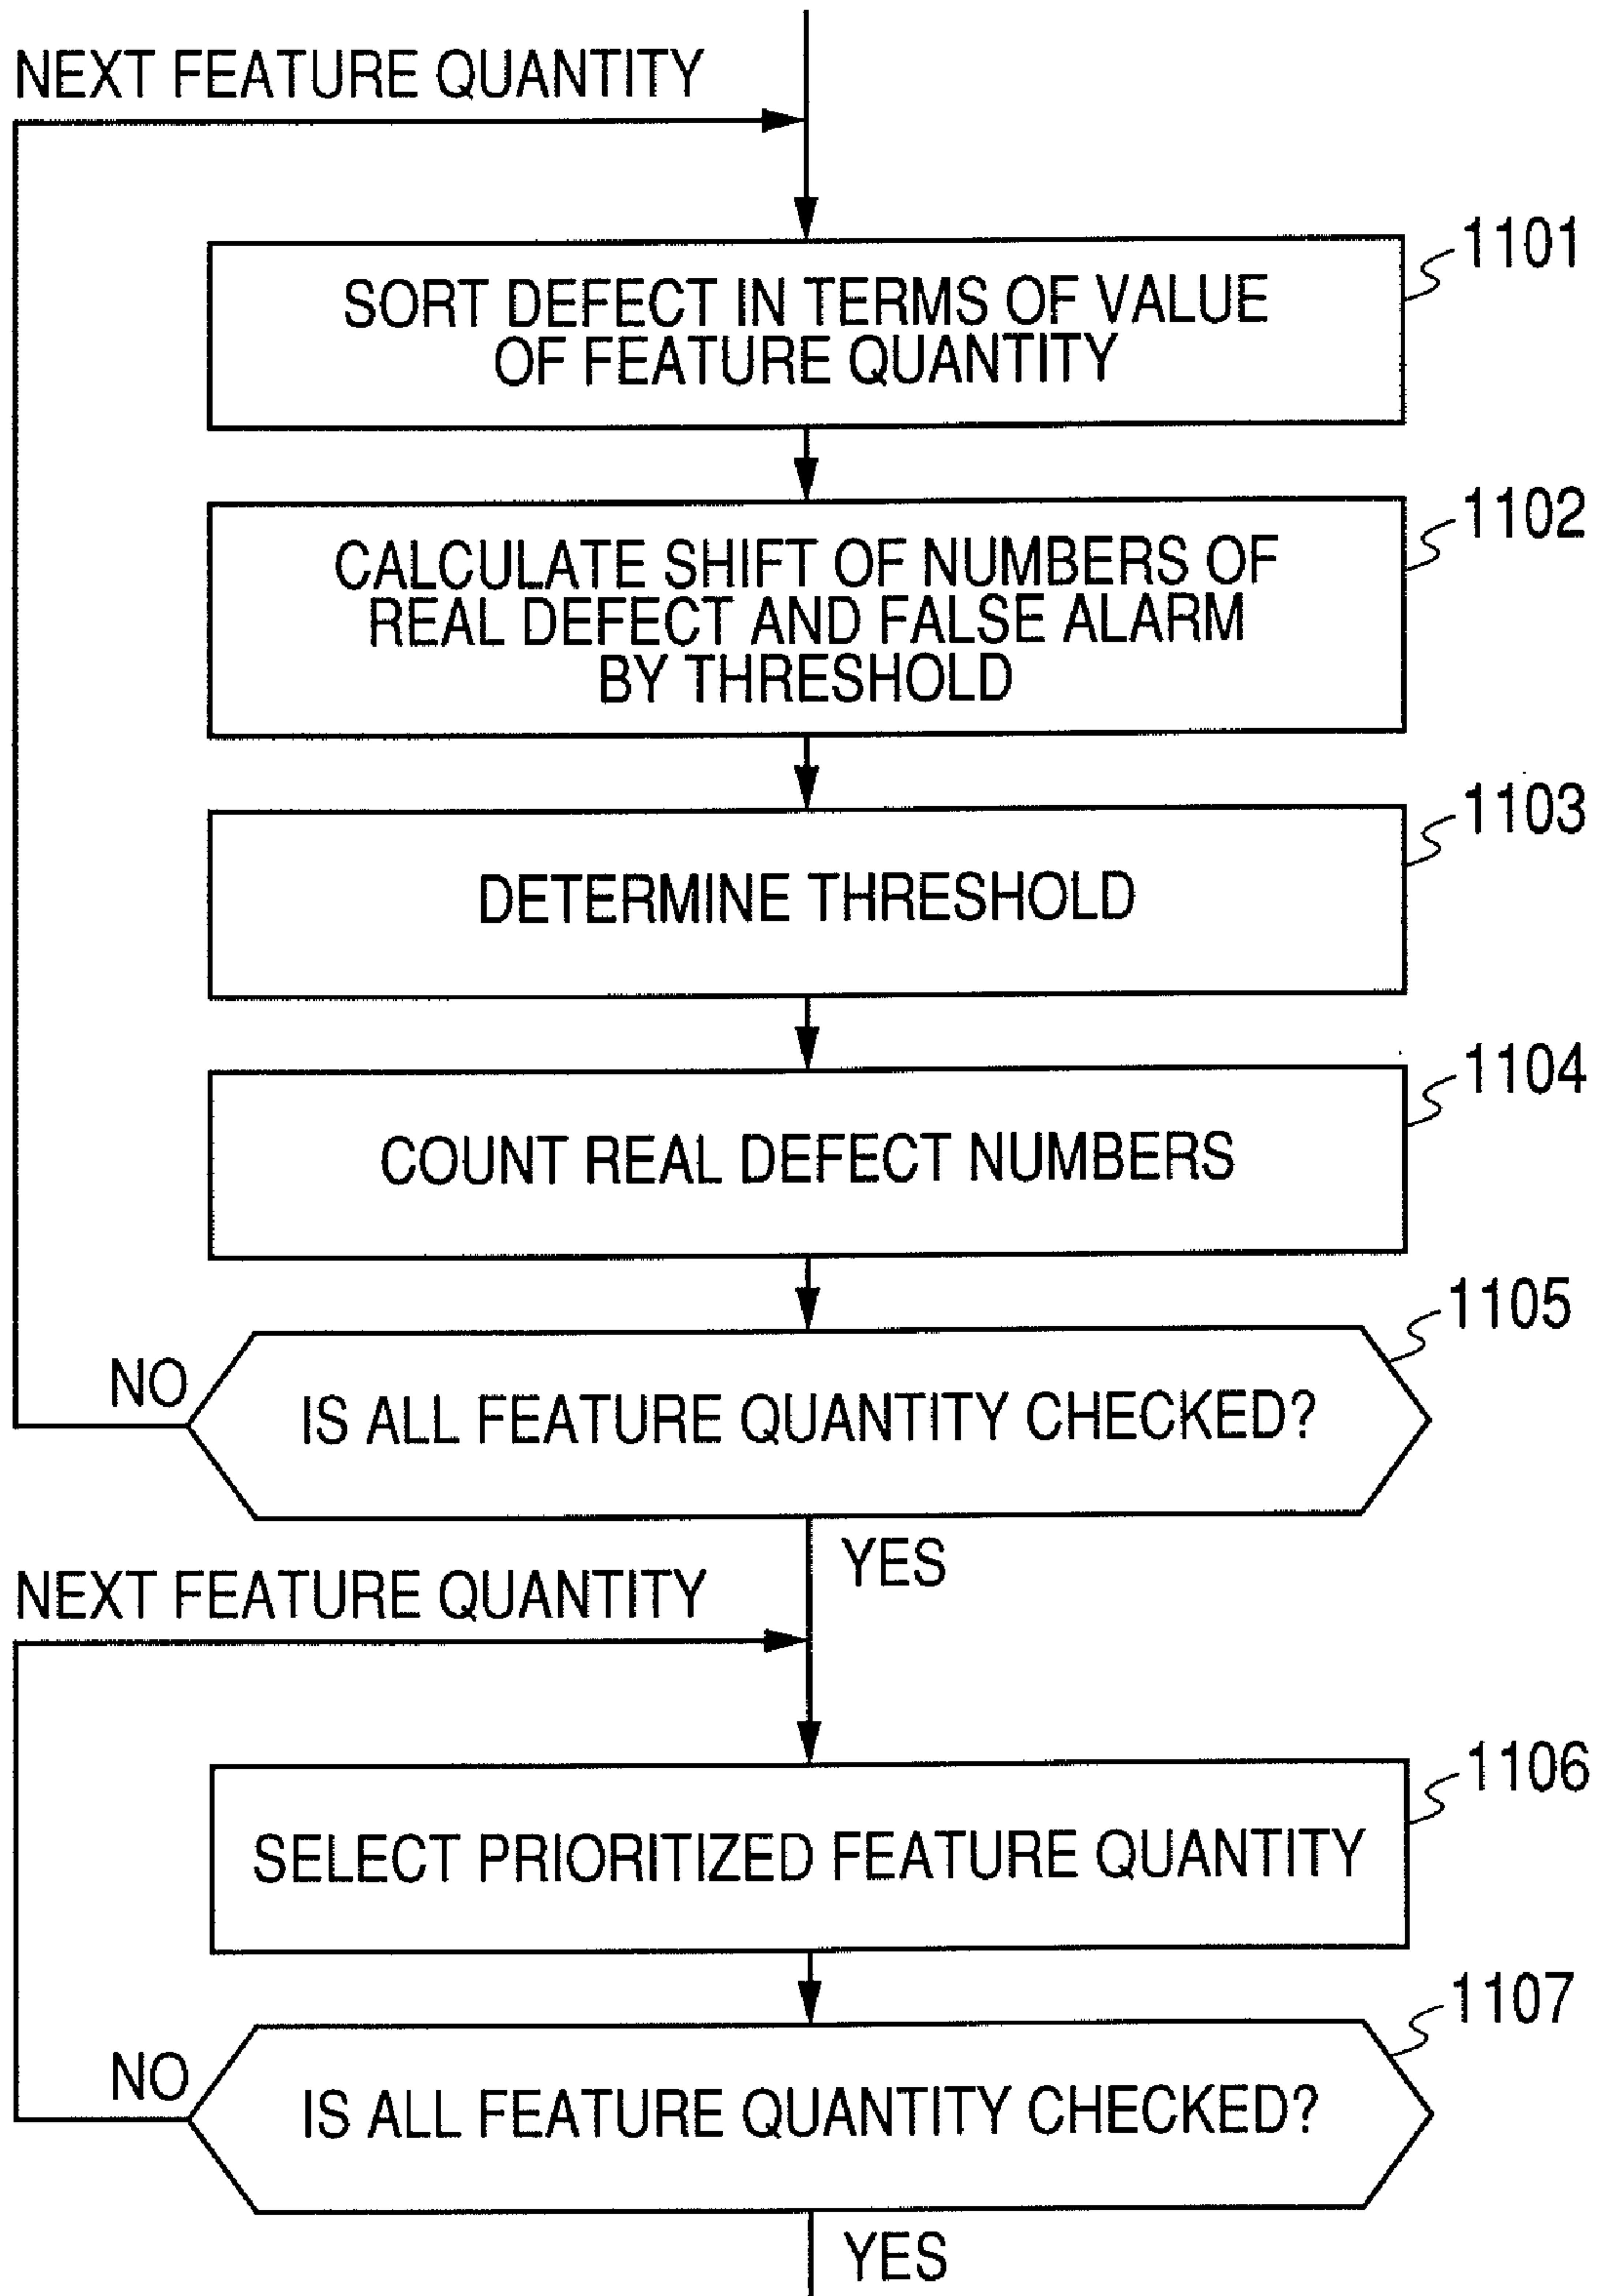 NEXT FEATURE QUANTITY
1101
SORT DEFECT IN TERMS OF VALUE
OF FEATURE QUANTITY
1102
CALCULATE SHIFT OF NUMBERS OF
REAL DEFECT AND FALSE ALARM
BY THRESHOLD
1103
DETERMINE THRESHOLD
1104
COUNT REAL DEFECT NUMBERS
1105
NO
IS ALL FEATURE QUANTITY CHECKED?
YES
NEXT FEATURE QUANTITY
1106
SELECT PRIORITIZED FEATURE QUANTITY
1107
NO
IS ALL FEATURE QUANTITY CHECKED?
YES